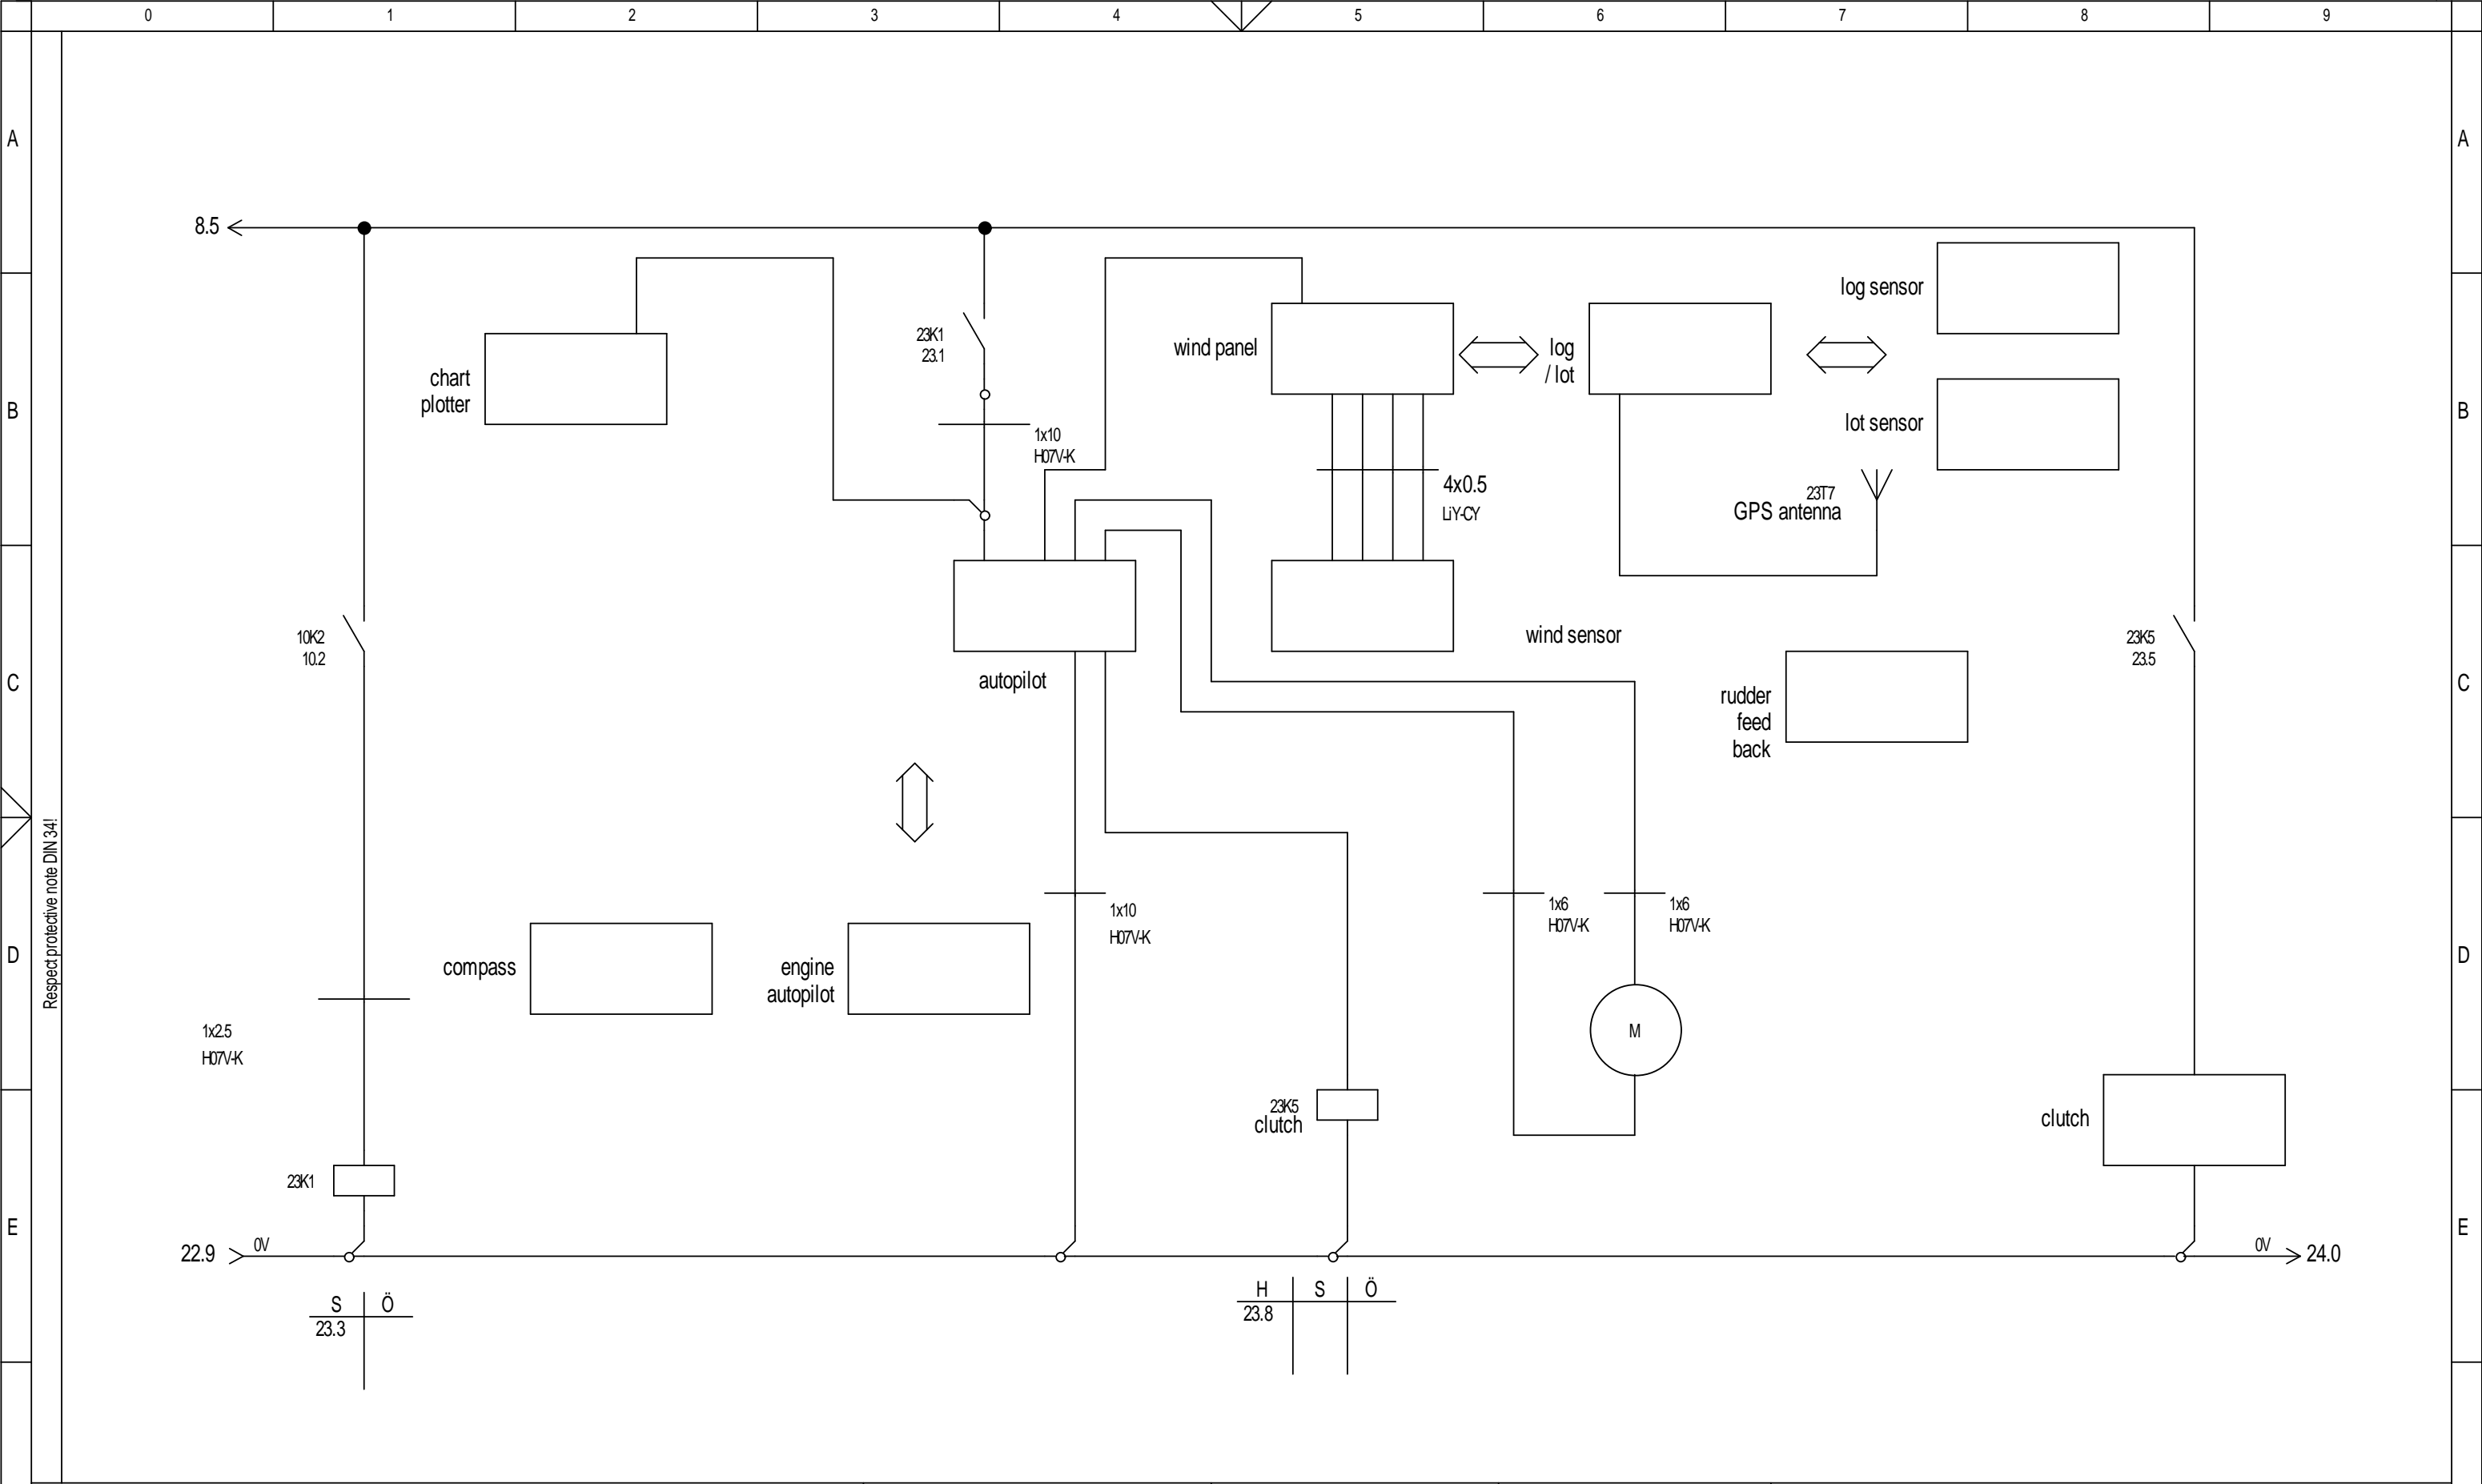 0 1 2 3 4 5 6 7 8 9
A A
8.5
log sensor
23K1
23.1
wind panel
log
/ lot
chart
plotter
B B
lot sensor
1x10
H07V-K
4x0.5
LiY-CY
23T7
GPS antenna
10K2
10.2
wind sensor
23K5
23.5
autopilot
C C
rudder
feed
back
Respect protective note DIN 34!
1x10
H07V-K
1x6
H07V-K
1x6
H07V-K
D D
compass
engine
autopilot
1x2.5
H07V-K
M
23K5
clutch
clutch
23K1
E E
22.9 0V 0V 24.0
S Ö
23.3
H S Ö
23.8